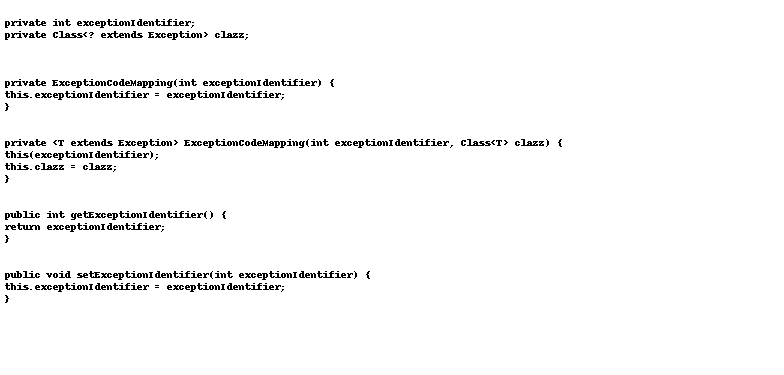 private int exceptionIdentifier;
private Class<? extends Exception> clazz;
private ExceptionCodeMapping(int exceptionIdentifier) {
this.exceptionIdentifier = exceptionIdentifier;
}
private <T extends Exception> ExceptionCodeMapping(int exceptionIdentifier, Class<T> clazz) {
this(exceptionIdentifier);
this.clazz = clazz;
}
public int getExceptionIdentifier() {
return exceptionIdentifier;
}
public void setExceptionIdentifier(int exceptionIdentifier) {
this.exceptionIdentifier = exceptionIdentifier;
}